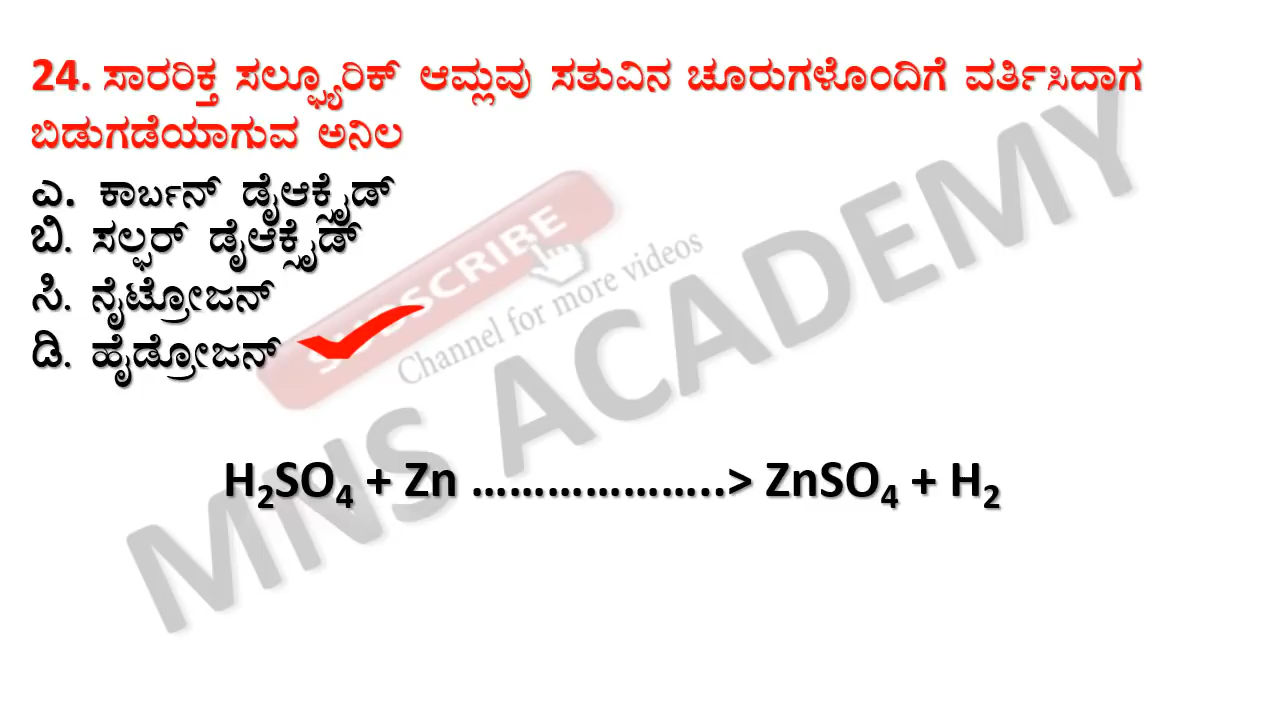 24. ಸಾರರಿಕ್ತ ಸಲ್ಫ್ಯೂರಿಕ್ ಆಮ್ಲವು ಸತುವಿನ ಚೂರುಗಳೊಂದಿಗೆ ವರ್ತಿಸಿದಾಗ
ಬಿಡುಗಡೆಯಾಗುವ ಅನಿಲ
ಎ. ಕಾರ್ಬನ್ ಡೈಆಕ್ಸೈಡ್
ಬಿ. ಸಲ್ಫರ್ ಡೈಆಕ್ಸೈಡ್
ಸಿ. ನೈಟ್ರೋಜನ್
ಡಿ. ಹೈಡ್ರೋಜನ್
SUBSCRIBE
Channel for more videos
MNS ACADEMY
H₂SO₄ + Zn …………………..> ZnSO₄ + H₂